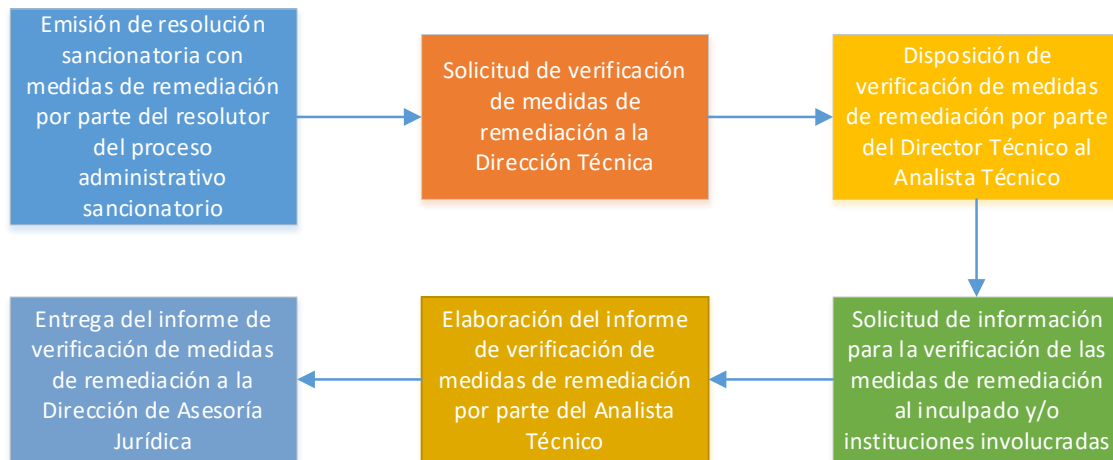 Emisión de resolución
sancionatoria con
medidas de remediación
por parte del resolutor
del proceso
administrativo
sancionatorio
Solicitud de verificación
de medidas de
remediación a la
Dirección Técnica
Disposición de
verificación de medidas
de remediación por parte
del Director Técnico al
Analista Técnico
Solicitud de información
para la verificación de las
medidas de remediación
al inculpado y/o
instituciones involucradas
Elaboración del informe
de verificación de
medidas de remediación
por parte del Analista
Técnico
Entrega del informe de
verificación de medidas
de remediación a la
Dirección de Asesoría
Jurídica